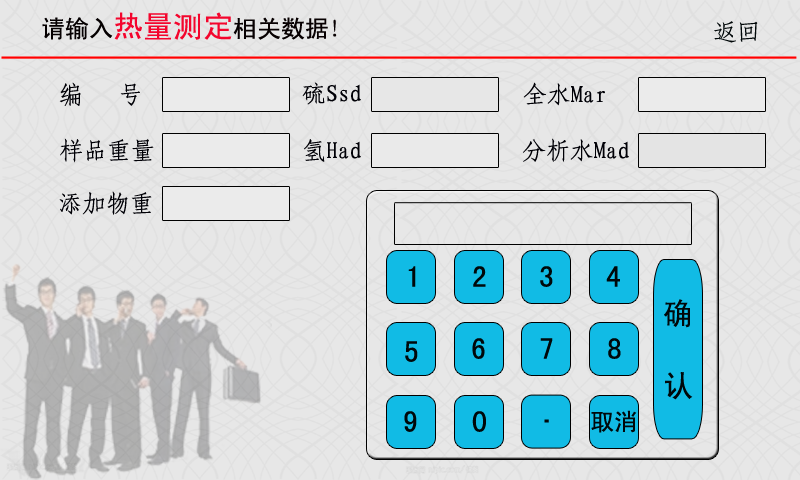 请输入热量测定相关数据!
返回
编 号
硫Ssd
全水Mar
样品重量
氢Had
分析水Mad
添加物重
1 2 3 4
5 6 7 8
9 0 · 取消
确认